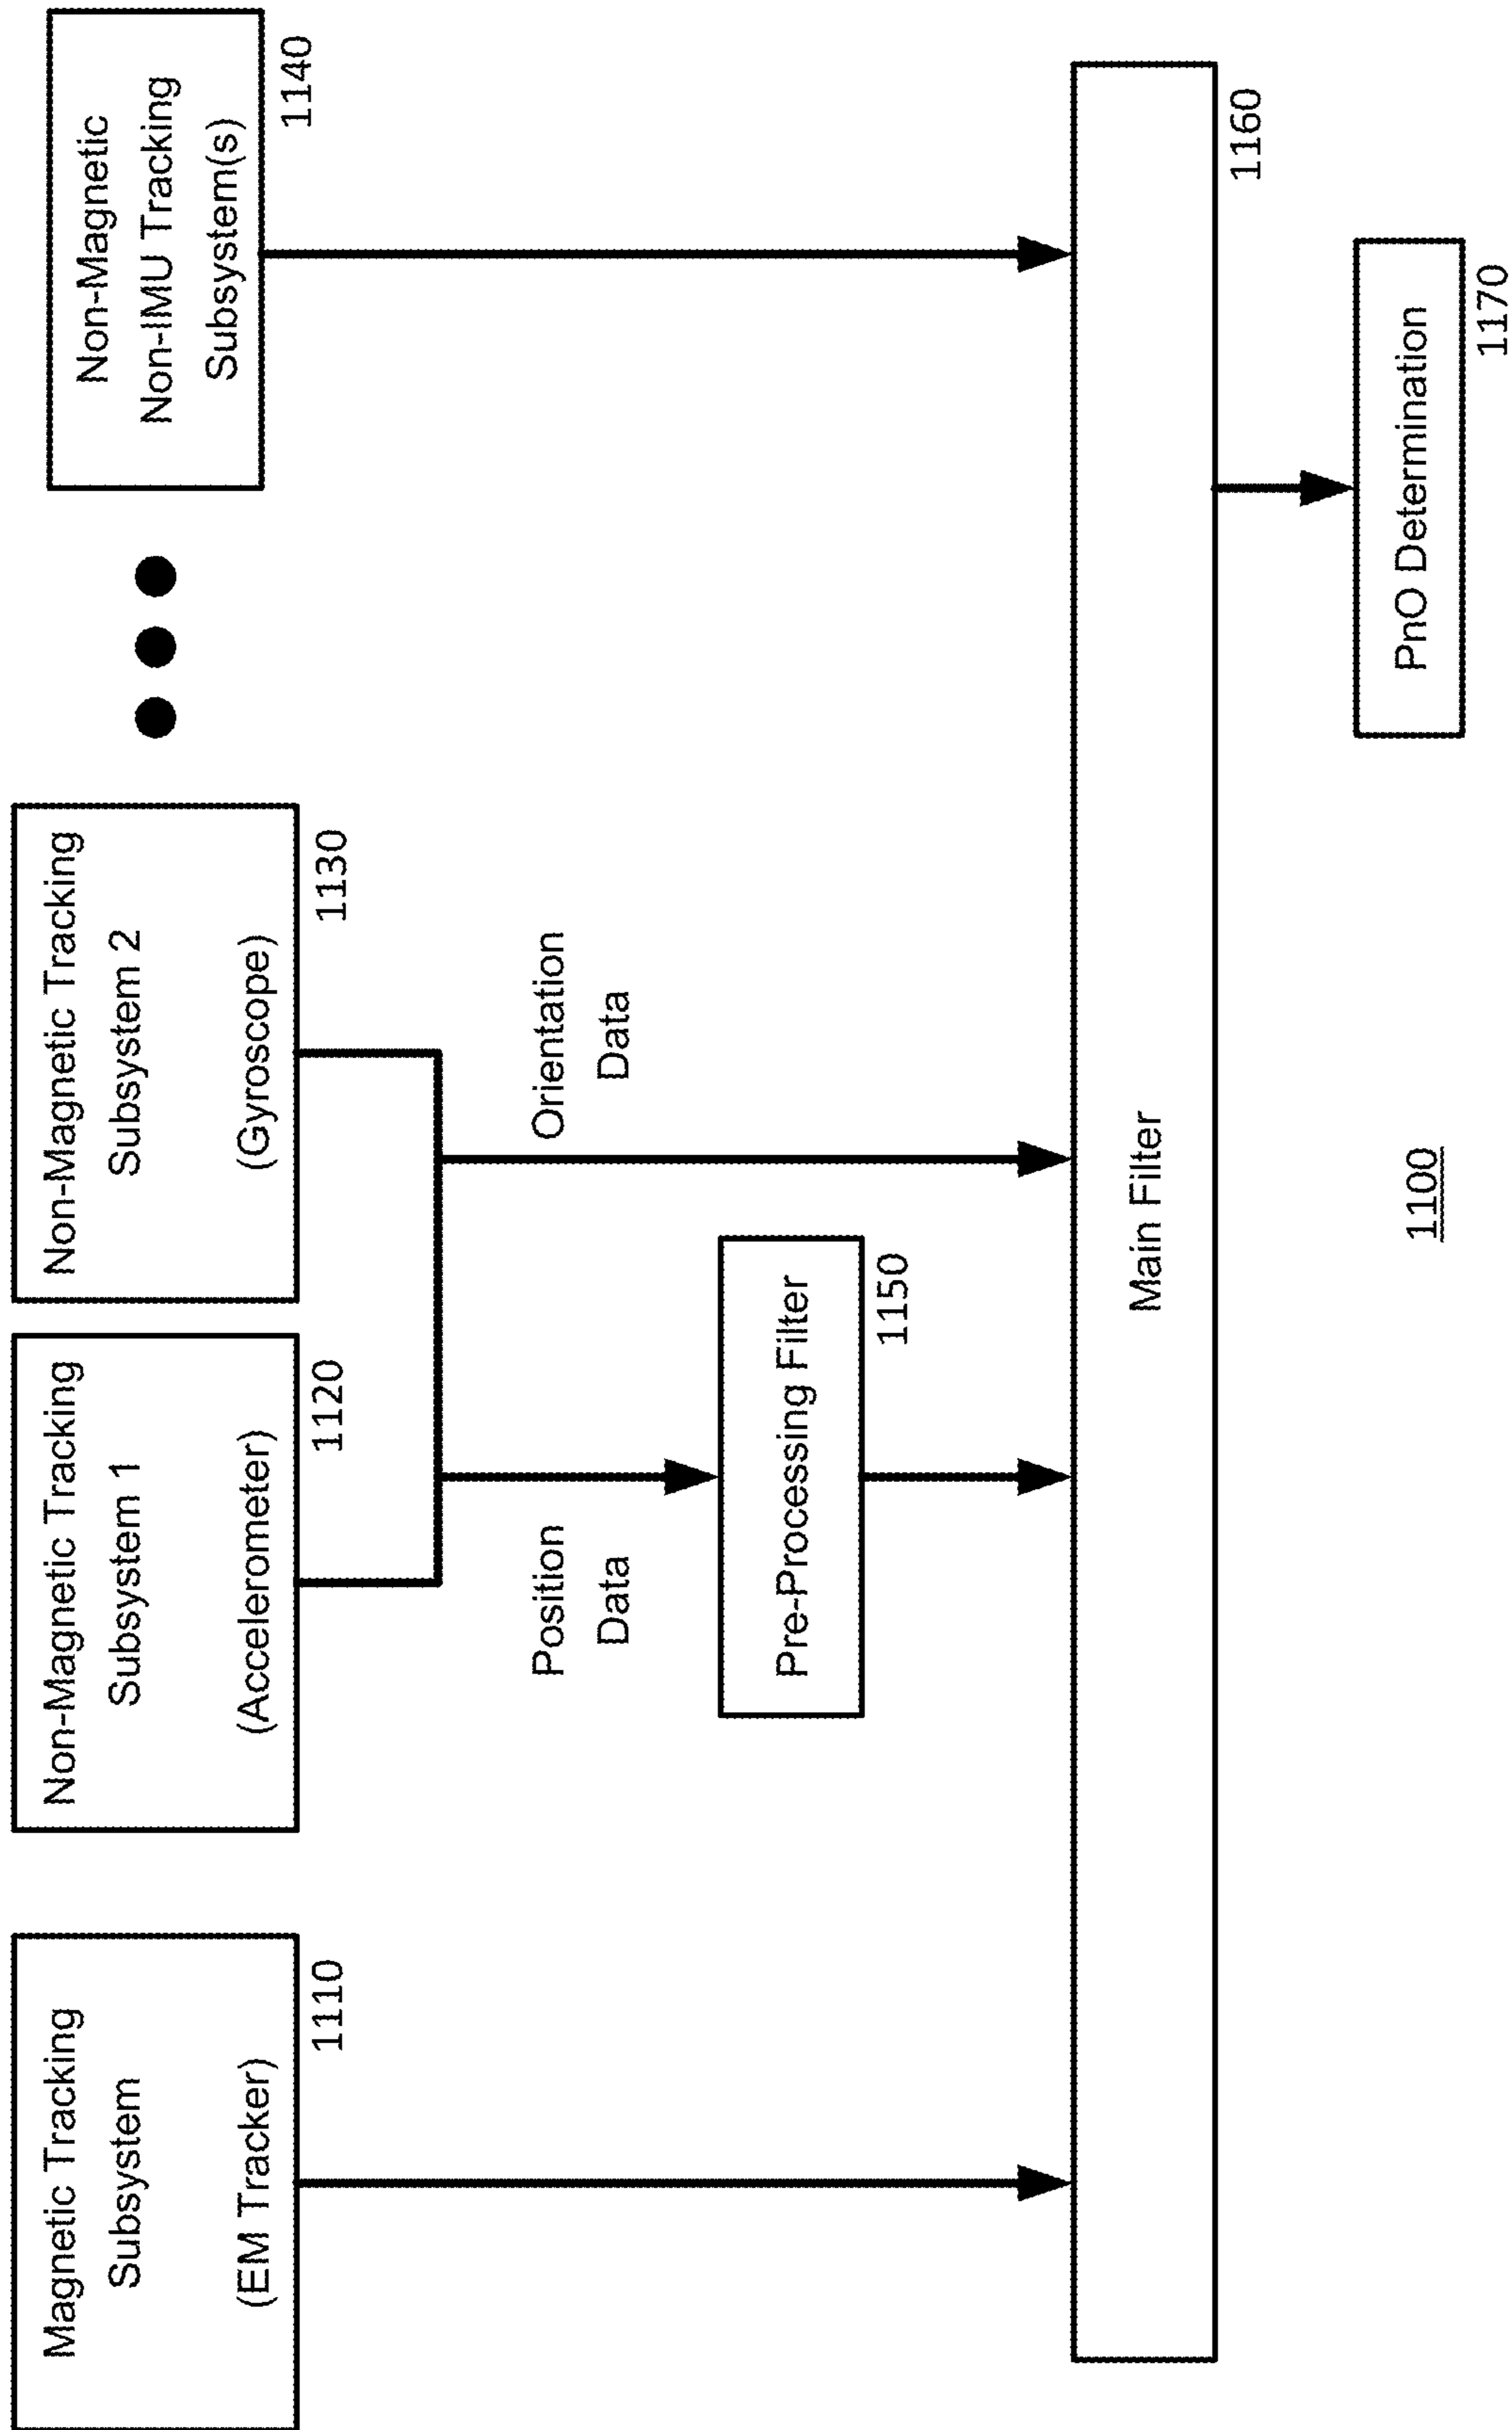 Magnetic Tracking
Subsystem
(EM Tracker)
1110
Non-Magnetic Tracking
Subsystem 1
(Accelerometer)
1120
Non-Magnetic Tracking
Subsystem 2
(Gyroscope)
1130
Non-Magnetic
Non-IMU Tracking
Subsystem(s)
1140
Position
Data
Orientation
Data
Pre-Processing Filter
1150
Main Filter
1160
PnO Determination
1170
1100